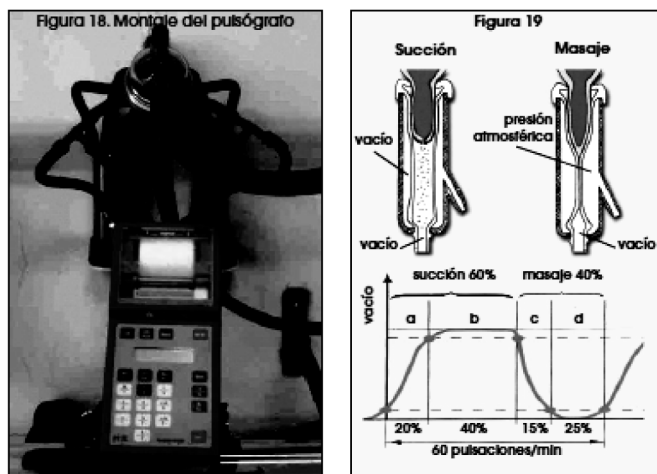 Figura 18. Montaje del pulsógrafo
Figura 19
Succión
Masaje
presión
atmosférica
vacío
vacío
vacío
succión 60%
masaje 40%
vacío
a
b
c
d
20%
40%
15%
25%
60 pulsaciones/min